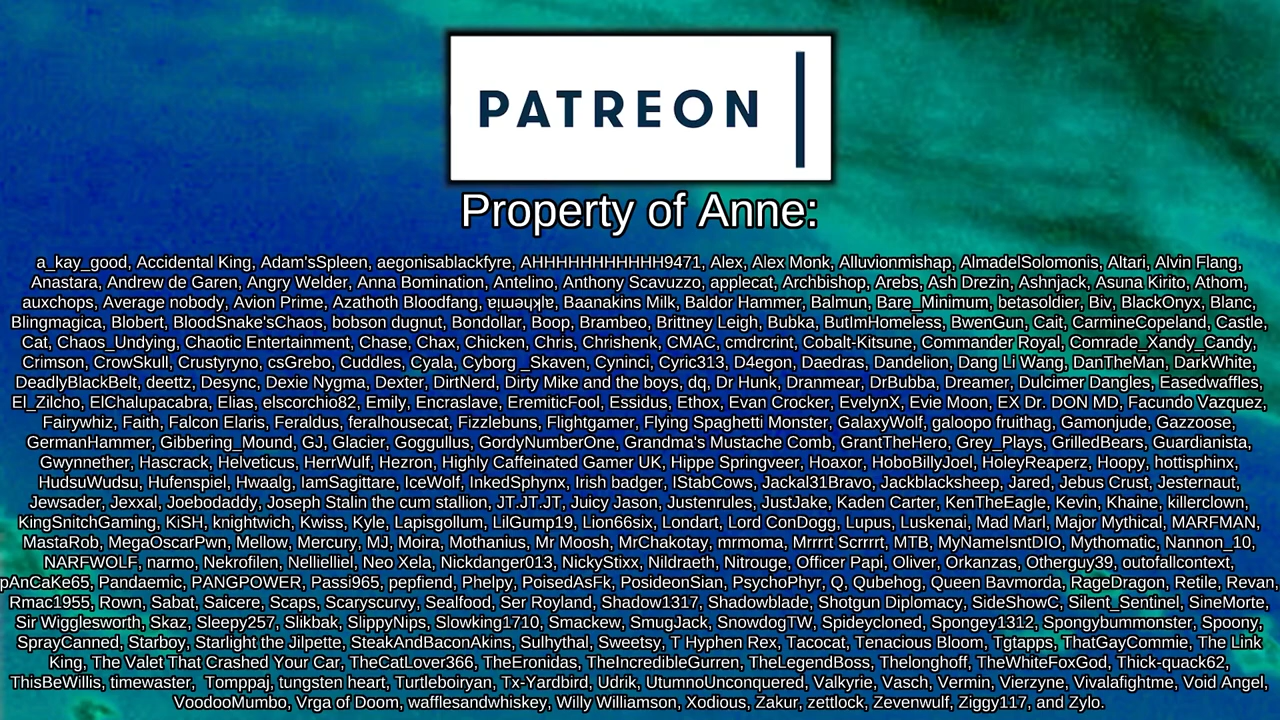 PATREON
Property of Anne:
a_kay_good, Accidental King, Adam'sSpleen, aegonisablackfyre, AHHHHHHHHHHH9471, Alex, Alex Monk, Alluvionmishap, AlmadelSolomonis, Altari, Alvin Flang,
Anastara, Andrew de Garen, Angry Welder, Anna Bomination, Antelino, Anthony Scavuzzo, applecat, Archbishop, Arebs, Ash Drezin, Ashnjack, Asuna Kirito, Athom,
auxchops, Average nobody, Avion Prime, Azathoth Bloodfang, Baanakins Milk, Baldor Hammer, Balmun, Bare_Minimum, betasoldier, Biv, BlackOnyx, Blanc,
Blingmagica, Blobert, BloodSnake'sChaos, bobson dugnut, Bondollar, Boop, Brambeo, Brittney Leigh, Bubka, ButImHomeless, BwenGun, Cait, CarmineCopeland, Castle,
Cat, Chaos_Undying, Chaotic Entertainment, Chase, Chax, Chicken, Chris, Chrishenk, CMAC, cmdrcrint, Cobalt-Kitsune, Commander Royal, Comrade_Xandy_Candy,
Crimson, CrowSkull, Crustyryno, csGrebo, Cuddles, Cyala, Cyborg _Skaven, Cyninci, Cyric313, D4egon, Daedras, Dandelion, Dang Li Wang, DanTheMan, DarkWhite,
DeadlyBlackBelt, deettz, Desync, Dexie Nygma, Dexter, DirtNerd, Dirty Mike and the boys, dq, Dr Hunk, Dranmear, DrBubba, Dreamer, Dulcimer Dangles, Easedwaffles,
El_Zilcho, ElChalupacabra, Elias, elscorchio82, Emily, Encraslave, EremiticFool, Essidus, Ethox, Evan Crocker, EvelynX, Evie Moon, EX Dr. DON MD, Facundo Vazquez,
Fairywhiz, Faith, Falcon Elaris, Feraldus, feralhousecat, Fizzlebuns, Flightgamer, Flying Spaghetti Monster, GalaxyWolf, galoopo fruithag, Gamonjude, Gazzoose,
GermanHammer, Gibbering_Mound, GJ, Glacier, Goggullus, GordyNumberOne, Grandma's Mustache Comb, GrantTheHero, Grey_Plays, GrilledBears, Guardianista,
Gwynnether, Hascrack, Helveticus, HerrWulf, Hezron, Highly Caffeinated Gamer UK, Hippe Springveer, Hoaxor, HoboBillyJoel, HoleyReaperz, Hoopy, hottisphinx,
HudsuWudsu, Hufenspiel, Hwaalg, IamSagittare, IceWolf, InkedSphynx, Irish badger, IStabCows, Jackal31Bravo, Jackblacksheep, Jared, Jebus Crust, Jesternaut,
Jewsader, Jexxal, Joebodaddy, Joseph Stalin the cum stallion, JT.JT.JT, Juicy Jason, Justenrules, JustJake, Kaden Carter, KenTheEagle, Kevin, Khaine, killerclown,
KingSnitchGaming, KiSH, knightwich, Kwiss, Kyle, Lapisgollum, LilGump19, Lion66six, Londart, Lord ConDogg, Lupus, Luskenai, Mad Marl, Major Mythical, MARFMAN,
MastaRob, MegaOscarPwn, Mellow, Mercury, MJ, Moira, Mothanius, Mr Moosh, MrChakotay, mrmoma, Mrrrrt Scrrrrt, MTB, MyNameIsntDIO, Mythomatic, Nannon_10,
NARFWOLF, narmo, Nekrofilen, Nellielliel, Neo Xela, Nickdanger013, NickyStixx, Nildraeth, Nitrouge, Officer Papi, Oliver, Orkanzas, Otherguy39, outofallcontext,
pAnCaKe65, Pandaemic, PANGPOWER, Passi965, pepfiend, Phelpy, PoisedAsFk, PosideonSian, PsychoPhyr, Q, Qubehog, Queen Bavmorda, RageDragon, Retile, Revan,
Rmac1955, Rown, Sabat, Saicere, Scaps, Scaryscurvy, Sealfood, Ser Royland, Shadow1317, Shadowblade, Shotgun Diplomacy, SideShowC, Silent_Sentinel, SineMorte,
Sir Wigglesworth, Skaz, Sleepy257, Slikbak, SlippyNips, Slowking1710, Smackew, SmugJack, SnowdogTW, Spideycloned, Spongey1312, Spongybummonster, Spoony,
SprayCanned, Starboy, Starlight the Jilpette, SteakAndBaconAkins, Sulhythal, Sweetsy, T Hyphen Rex, Tacocat, Tenacious Bloom, Tgtapps, ThatGayCommie, The Link
King, The Valet That Crashed Your Car, TheCatLover366, TheEronidas, TheIncredibleGurren, TheLegendBoss, Thelonghoff, TheWhiteFoxGod, Thick-quack62,
ThisBeWillis, timewaster, Tomppaj, tungsten heart, Turtleboiryan, Tx-Yardbird, Udrik, UtumnoUnconquered, Valkyrie, Vasch, Vermin, Vierzyne, Vivalafightme, Void Angel,
VoodooMumbo, Vrga of Doom, wafflesandwhiskey, Willy Williamson, Xodious, Zakur, zettlock, Zevenwulf, Ziggy117, and Zylo.